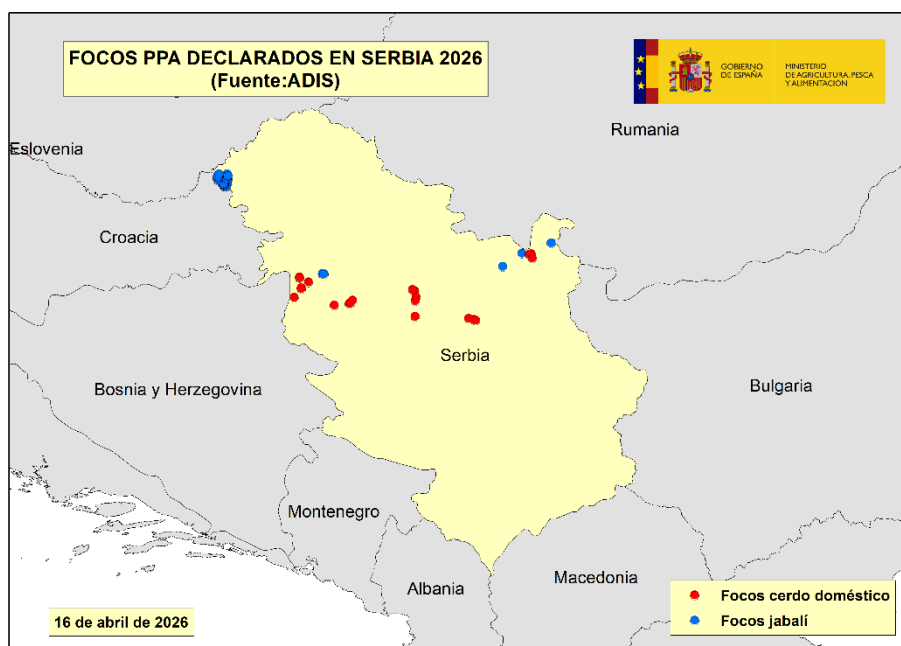 FOCOS PPA DECLARADOS EN SERBIA 2026
(Fuente:ADIS)
GOBIERNO
DE ESPAÑA
MINISTERIO
DE AGRICULTURA, PESCA
Y ALIMENTACIÓN
Rumania
Eslovenia
Croacia
Serbia
Bosnia y Herzegovina
Bulgaria
Montenegro
Albania
Macedonia
Focos cerdo doméstico
Focos jabalí
16 de abril de 2026